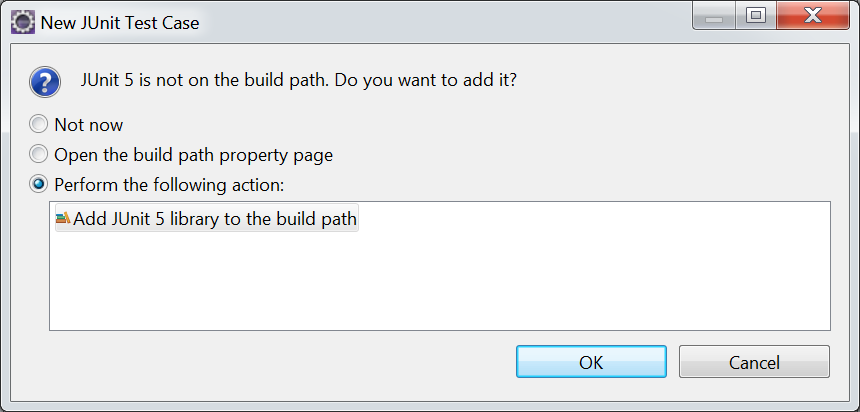 New JUnit Test Case
JUnit 5 is not on the build path. Do you want to add it?
Not now
Open the build path property page
Perform the following action:
Add JUnit 5 library to the build path
OK
Cancel